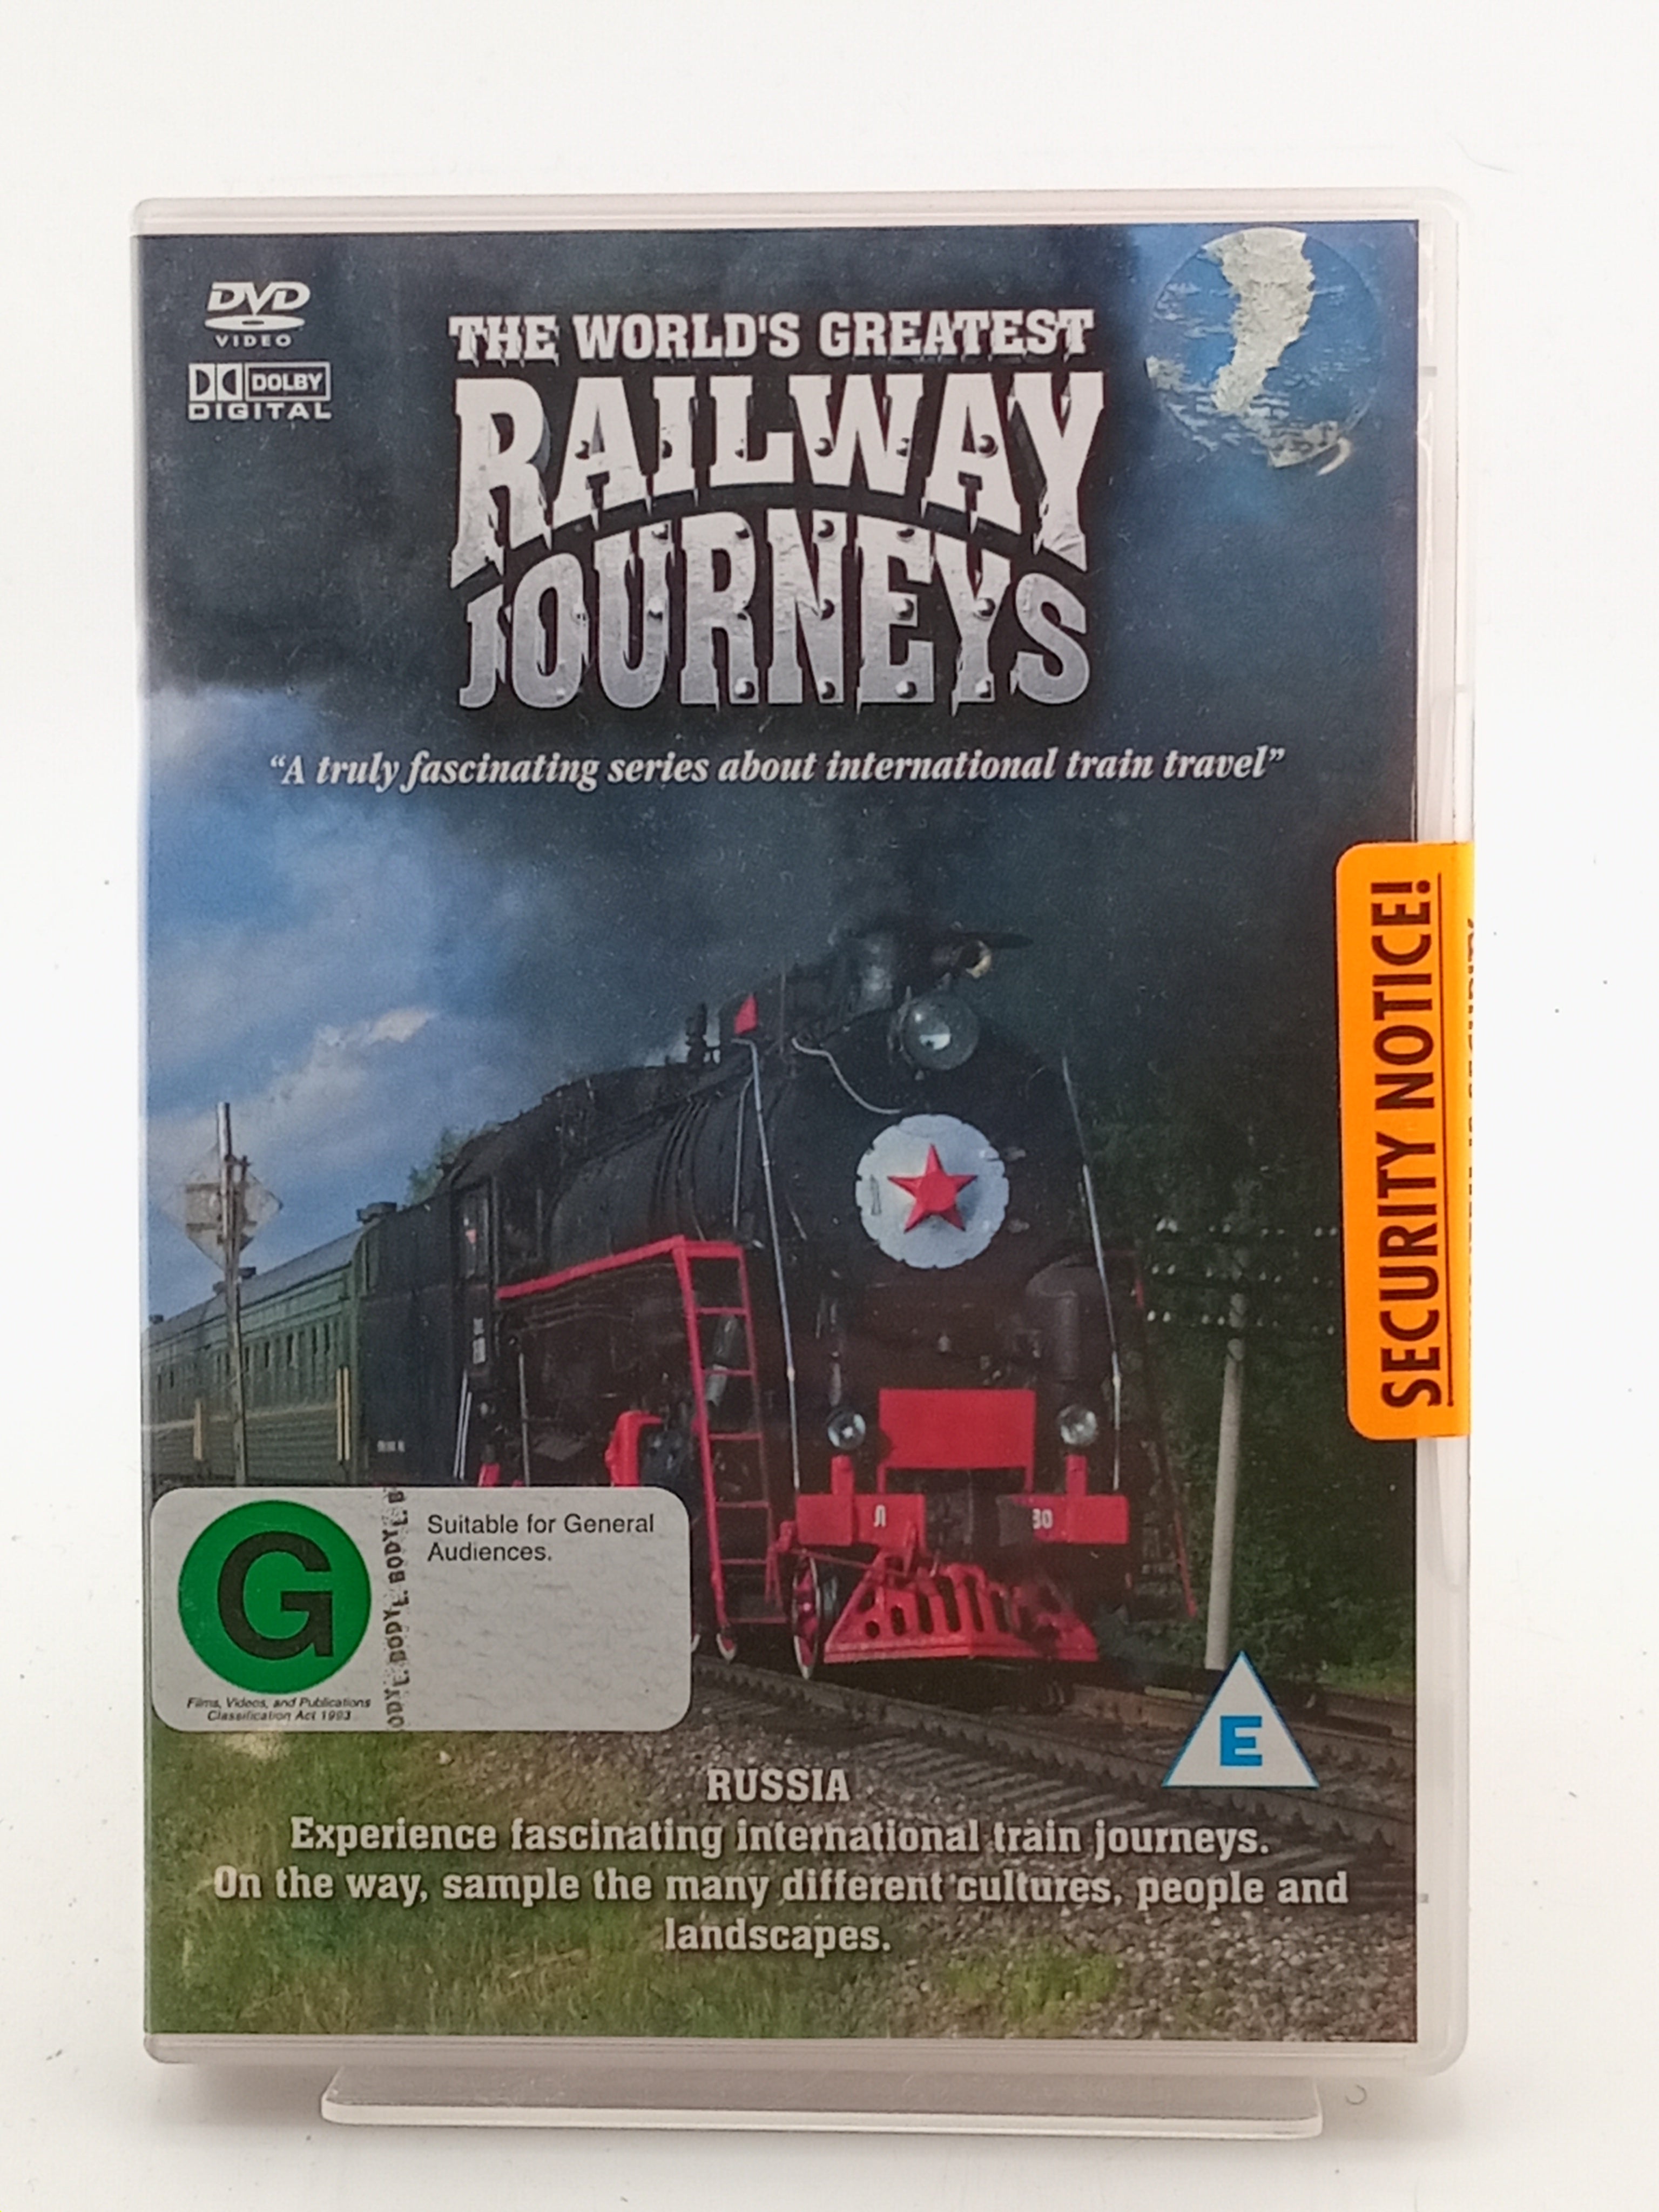 DVD
VIDEO
DOLBY
DIGITAL
THE WORLD'S GREATEST
RAILWAY
JOURNEYS
“A truly fascinating series about international train travel”
SECURITY NOTICE!
Л
30
G
Films, Videos, and Publications
Classification Act 1993
Suitable for General
Audiences.
E
RUSSIA
Experience fascinating international train journeys.
On the way, sample the many different cultures, people and
landscapes.